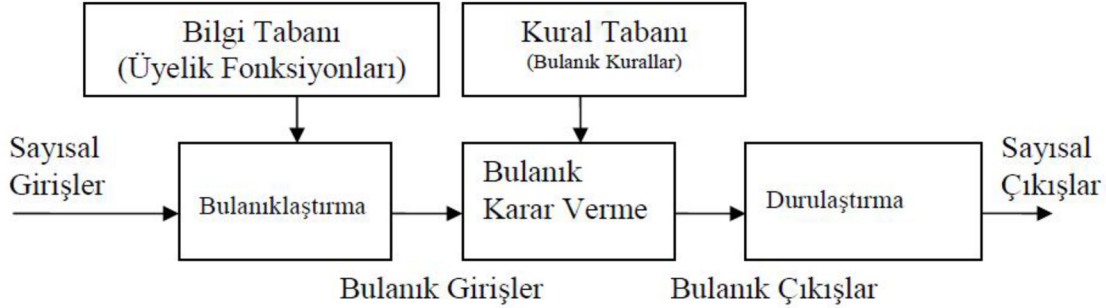 Bilgi Tabanı
(Üyelik Fonksiyonları)
Kural Tabanı
(Bulanık Kurallar)
Sayısal
Girişler
Bulanıklaştırma
Bulanık
Karar Verme
Durulaştırma
Sayısal
Çıkışlar
Bulanık Girişler
Bulanık Çıkışlar